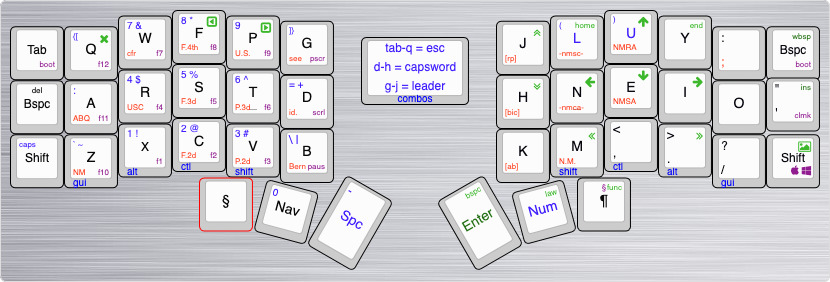 Tab
boot
{[
Q
f12
7 &
W
cfr f7
8 *
F
F.4th f8
9
P
U.S. f9
]}
G
see pscr
tab-q = esc
d-h = capsword
g-j = leader
combos
J
[rp]
( home
L
-nmsc-
)
U
NMRA
end
Y
:
;
wbsp
Bspc
boot
del
Bspc
:
A
ABQ f11
4 $
R
USC f4
5 %
S
F.3d f5
6 ^
T
P.3d... f6
= +
D
id. scrl
H
[bic]
N
-nmca-
E
NMSA
I
O
" ins
'
clmk
caps
Shift
` ~
Z
NM f10
gui
1 !
X
f1
alt
2 @
C
F.2d f2
ctl
3 #
V
P.2d f3
shift
\ |
B
Bern paus
K
[ab]
M
N.M.
shift
<
,
ctl
>
.
alt
?
/
gui
Shift
§
0
Nav
-
Spc
bspc
Enter
law
Num
§ func
¶